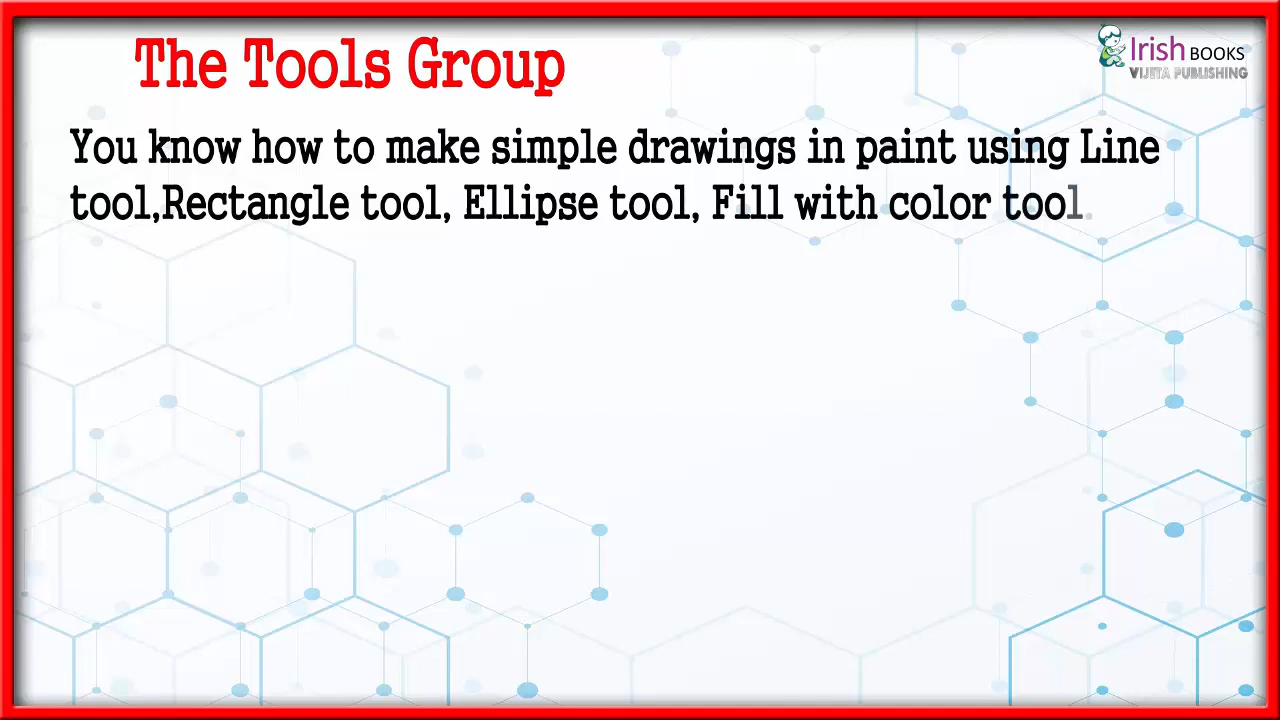 The Tools Group
Irish BOOKS
VIJETA PUBLISHING
You know how to make simple drawings in paint using Line
tool,Rectangle tool, Ellipse tool, Fill with color tool.